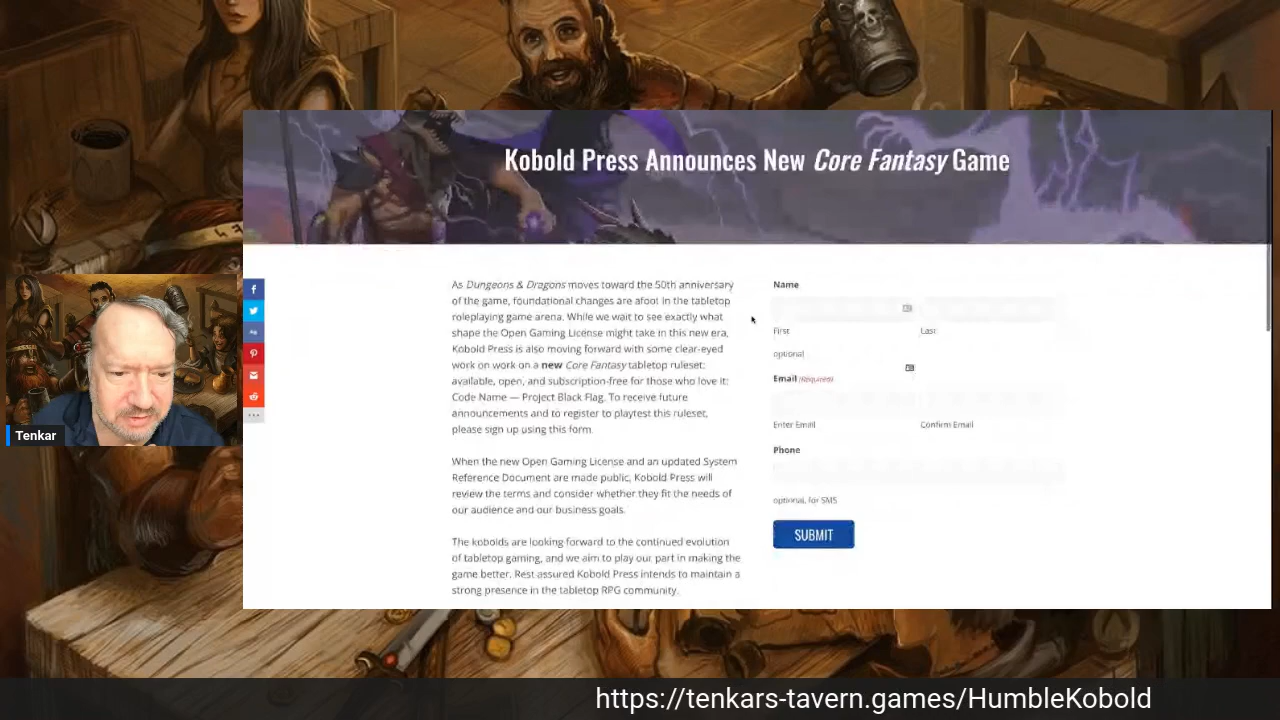 Kobold Press Announces New Core Fantasy Game
As Dungeons & Dragons moves toward the 50th anniversary
of the game, foundational changes are afoot in the tabletop
roleplaying game arena. While we wait to see exactly what
shape the Open Gaming License might take in this new era,
Kobold Press is also moving forward with some clear-eyed
work on work on a new Core Fantasy tabletop ruleset:
available, open, and subscription-free for those who love it:
Code Name — Project Black Flag. To receive future
announcements and to register to playtest this ruleset,
please sign up using this form.
When the new Open Gaming License and an updated System
Reference Document are made public, Kobold Press will
review the terms and consider whether they fit the needs of
our audience and our business goals.
The kobolds are looking forward to the continued evolution
of tabletop gaming, and we aim to play our part in making the
game better. Rest assured Kobold Press intends to maintain a
strong presence in the tabletop RPG community.
Name
First Last
optional
Email (Required)
Enter Email Confirm Email
Phone
optional, for SMS
SUBMIT
Tenkar
https://tenkars-tavern.games/HumbleKobold